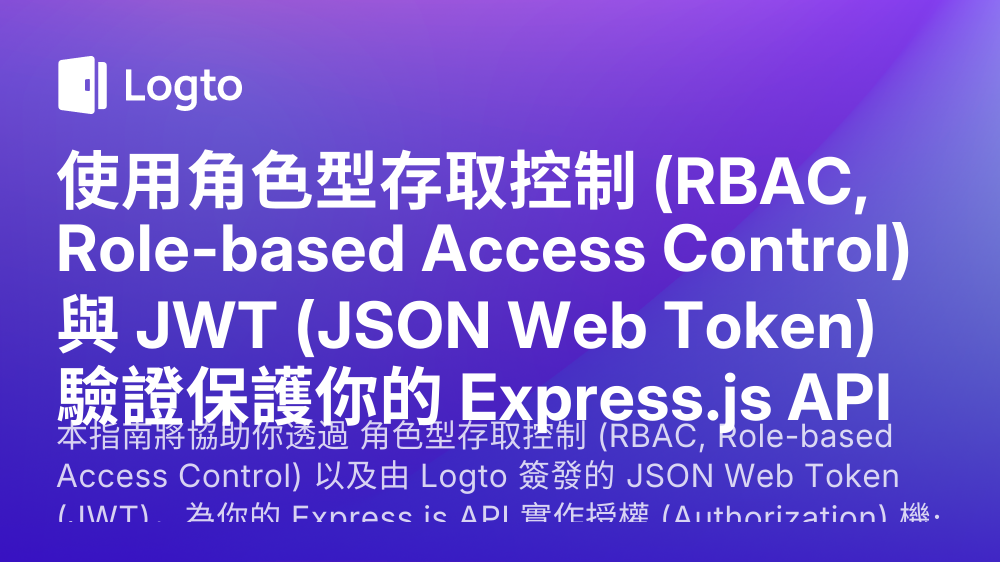 Logto
使用角色型存取控制 (RBAC,
Role-based Access Control)
與 JWT (JSON Web Token)
驗證保護你的 Express.js API
本指南將協助你透過 角色型存取控制 (RBAC, Role-based
Access Control) 以及由 Logto 簽發的 JSON Web Token
(JWT)，為你的 Express.js API 實作授權 (Authorization) 機